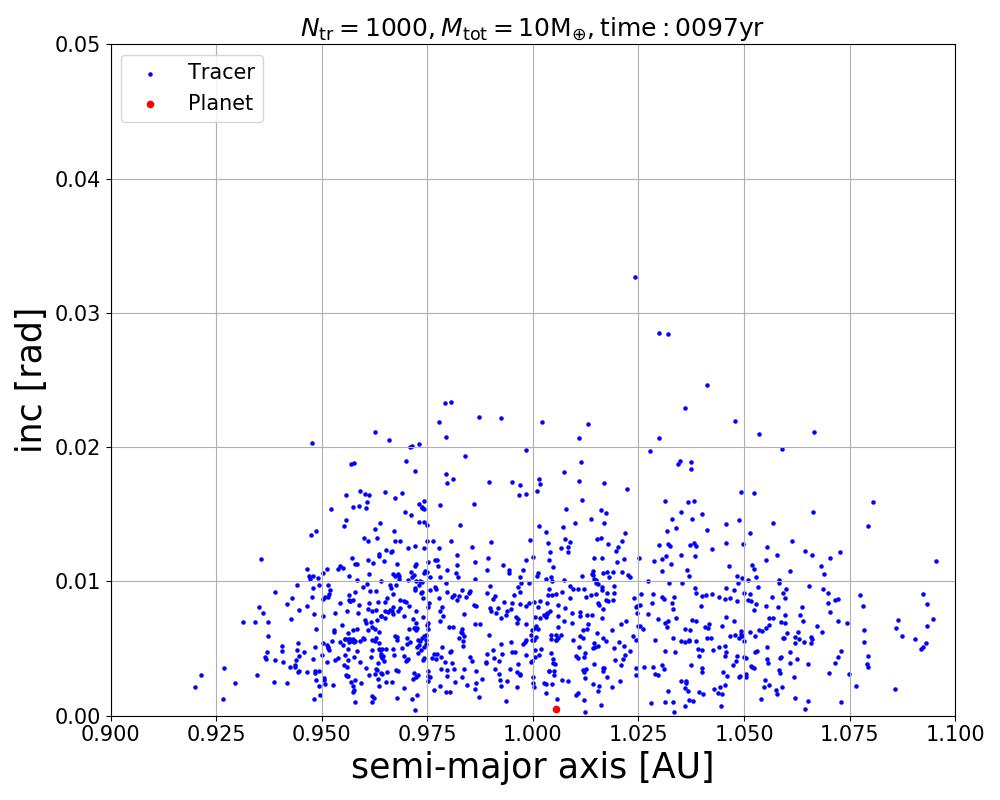 N_tr = 1000, M_tot = 10M_⊕, time : 0097yr
0.05
Tracer
Planet
0.04
0.03
0.02
0.01
0.00
inc [rad]
0.900 0.925 0.950 0.975 1.000 1.025 1.050 1.075 1.100
semi-major axis [AU]